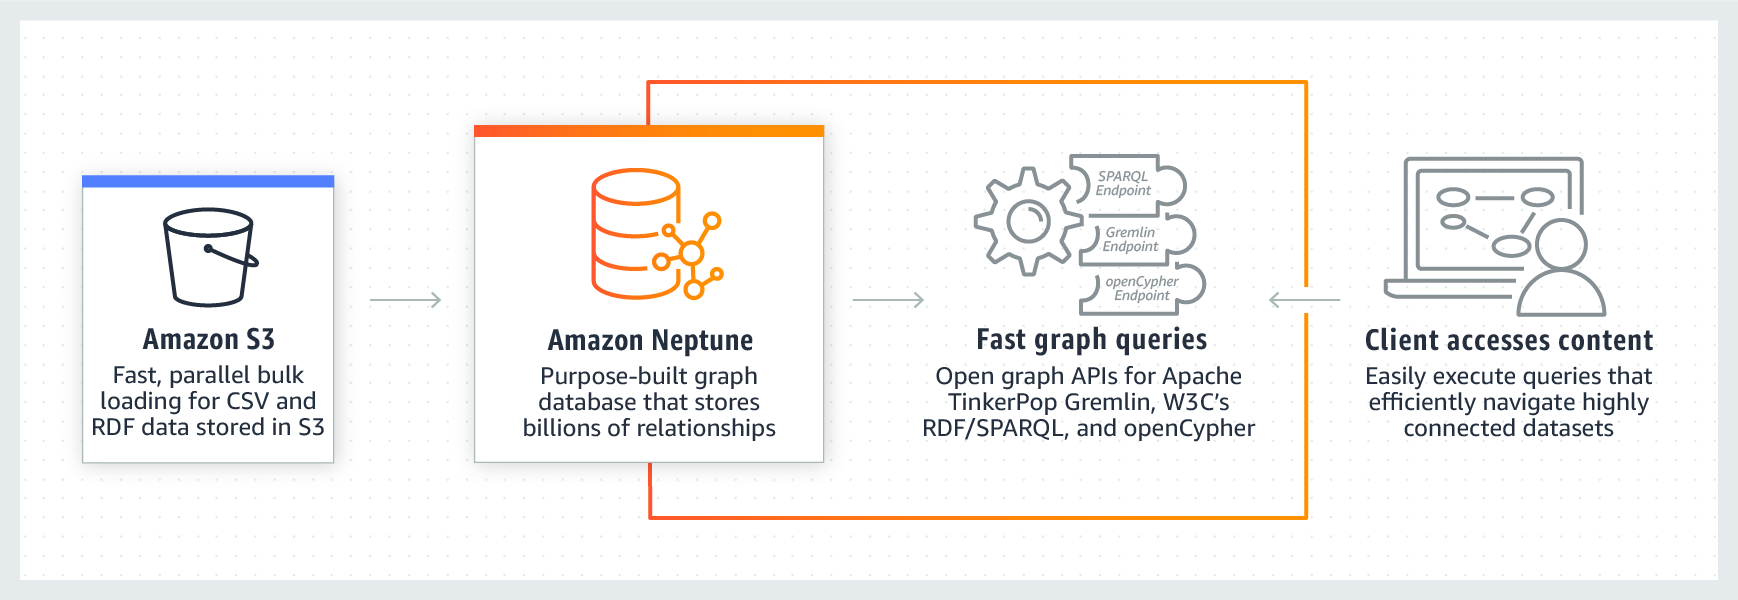 Amazon S3
Fast, parallel bulk
loading for CSV and
RDF data stored in S3
Amazon Neptune
Purpose-built graph
database that stores
billions of relationships
SPARQL
Endpoint
Gremlin
Endpoint
openCypher
Endpoint
Fast graph queries
Open graph APIs for Apache
TinkerPop Gremlin, W3C’s
RDF/SPARQL, and openCypher
Client accesses content
Easily execute queries that
efficiently navigate highly
connected datasets